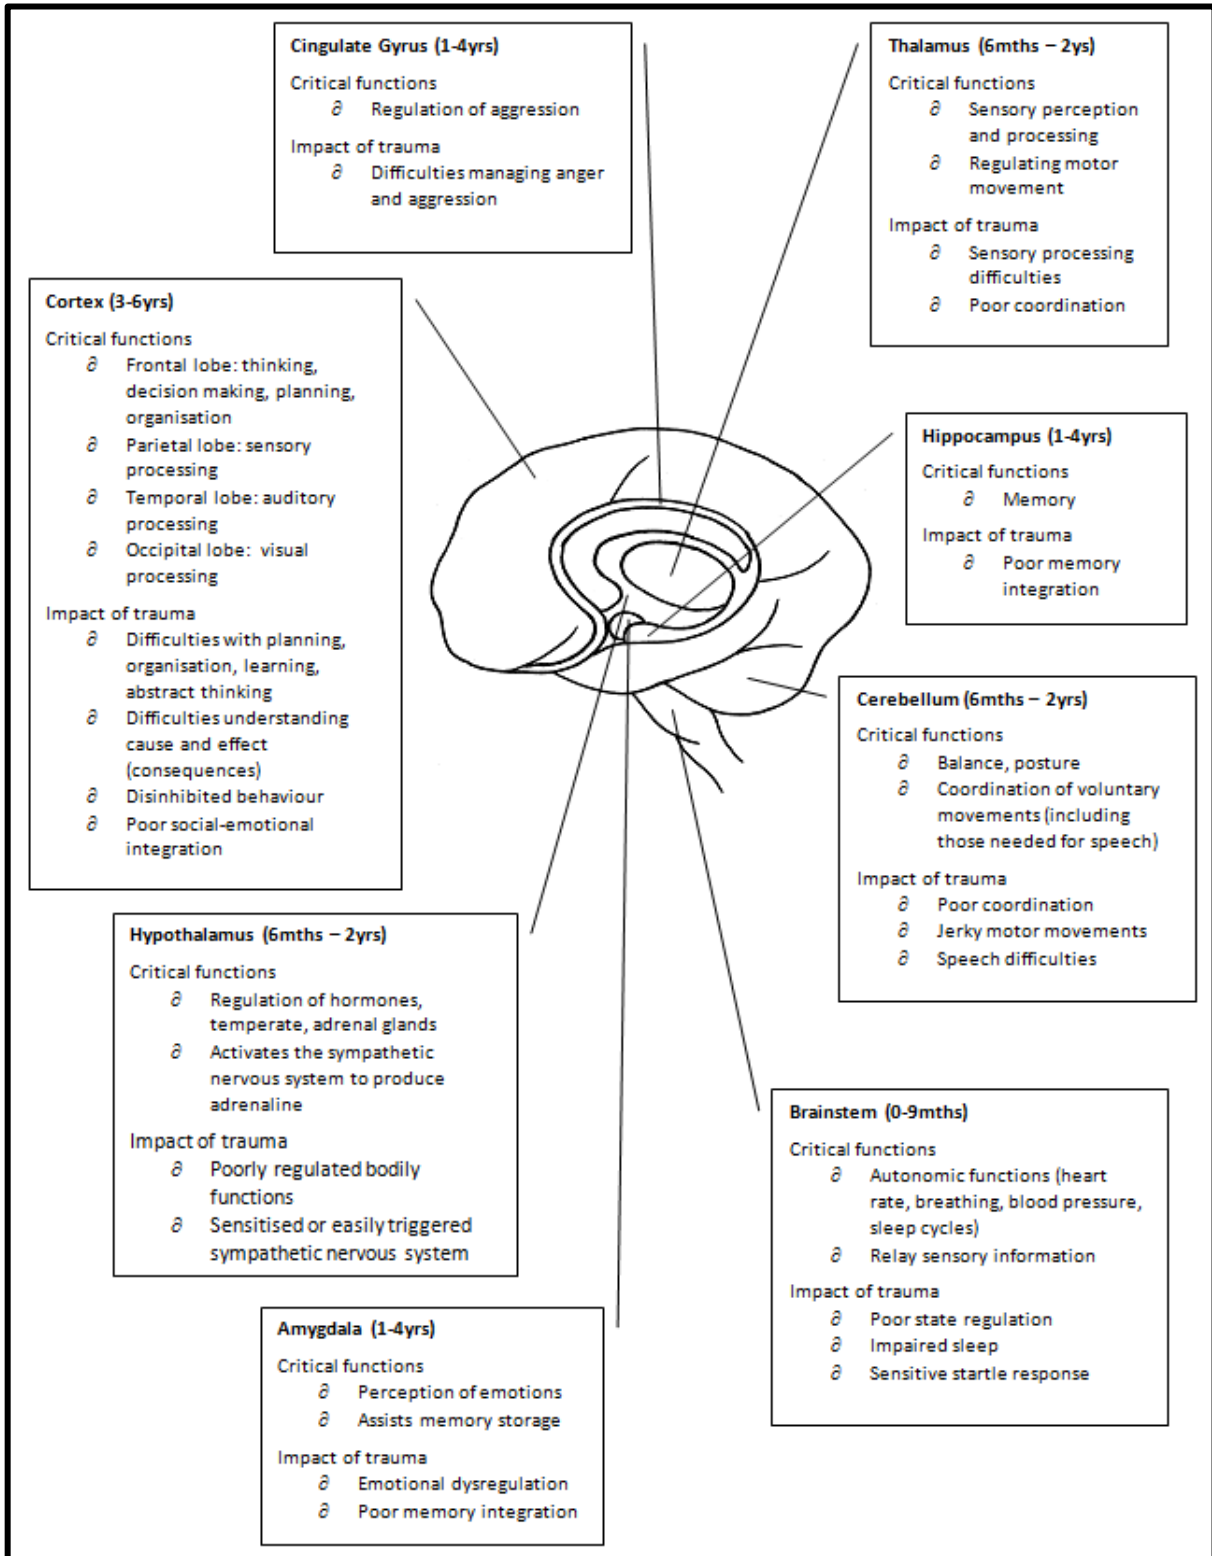 Cingulate Gyrus (1-4yrs)
Critical functions
∂ Regulation of aggression
Impact of trauma
∂ Difficulties managing anger
and aggression
Thalamus (6mths – 2ys)
Critical functions
∂ Sensory perception
and processing
∂ Regulating motor
movement
Impact of trauma
∂ Sensory processing
difficulties
∂ Poor coordination
Cortex (3-6yrs)
Critical functions
∂ Frontal lobe: thinking,
decision making, planning,
organisation
∂ Parietal lobe: sensory
processing
∂ Temporal lobe: auditory
processing
∂ Occipital lobe: visual
processing
Impact of trauma
∂ Difficulties with planning,
organisation, learning,
abstract thinking
∂ Difficulties understanding
cause and effect
(consequences)
∂ Disinhibited behaviour
∂ Poor social-emotional
integration
Hippocampus (1-4yrs)
Critical functions
∂ Memory
Impact of trauma
∂ Poor memory
integration
Cerebellum (6mths – 2yrs)
Critical functions
∂ Balance, posture
∂ Coordination of voluntary
movements (including
those needed for speech)
Impact of trauma
∂ Poor coordination
∂ Jerky motor movements
∂ Speech difficulties
Hypothalamus (6mths – 2yrs)
Critical functions
∂ Regulation of hormones,
temperate, adrenal glands
∂ Activates the sympathetic
nervous system to produce
adrenaline
Impact of trauma
∂ Poorly regulated bodily
functions
∂ Sensitised or easily triggered
sympathetic nervous system
Brainstem (0-9mths)
Critical functions
∂ Autonomic functions (heart
rate, breathing, blood pressure,
sleep cycles)
∂ Relay sensory information
Impact of trauma
∂ Poor state regulation
∂ Impaired sleep
∂ Sensitive startle response
Amygdala (1-4yrs)
Critical functions
∂ Perception of emotions
∂ Assists memory storage
Impact of trauma
∂ Emotional dysregulation
∂ Poor memory integration